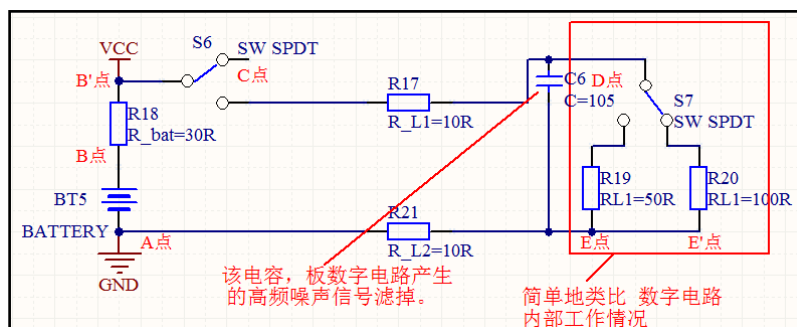 VCC
S6
SW SPDT
B'点
C点
R18
R_bat=30R
B点
BT5
BATTERY
A点
GND
R17
R_L1=10R
R21
R_L2=10R
C6
C=105
D点
S7
SW SPDT
R19
RL1=50R
R20
RL1=100R
E点
E'点
该电容,板数字电路产生
的高频噪声信号滤掉。
简单地类比 数字电路
内部工作情况